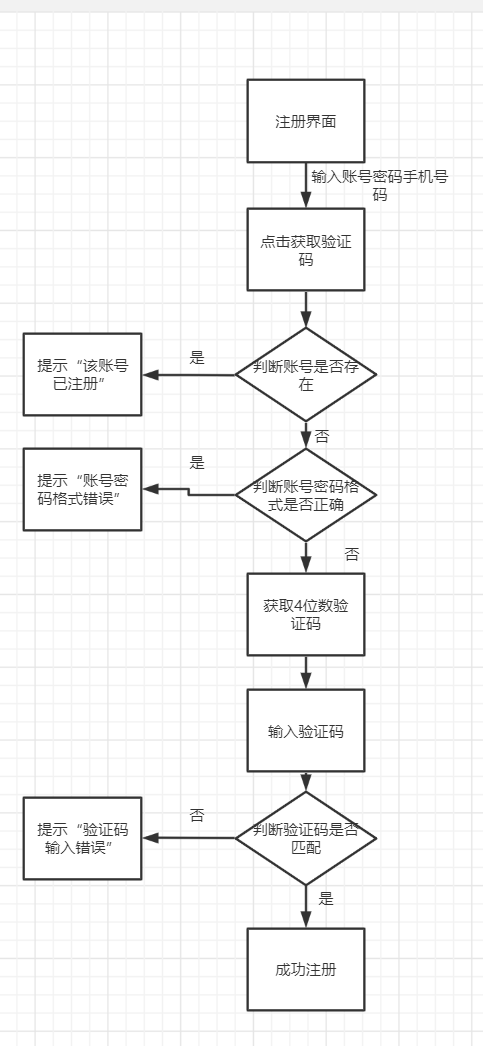 注册界面
输入账号密码手机号
码
点击获取验证
码
判断账号是否存
在
是
提示“该账号
已注册”
否
判断账号密码格
式是否正确
是
提示“账号密
码格式错误”
否
获取4位数验
证码
输入验证码
判断验证码是否
匹配
否
提示“验证码
输入错误”
是
成功注册